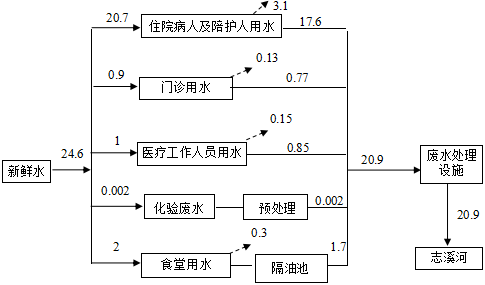 20.7
住院病人及陪护人用水
3.1
17.6
0.9
门诊用水
0.13
0.77
新鲜水
24.6
1
医疗工作人员用水
0.15
0.85
20.9
废水处理
设施
0.002
化验废水
预处理
0.002
20.9
2
食堂用水
0.3
隔油池
1.7
志溪河